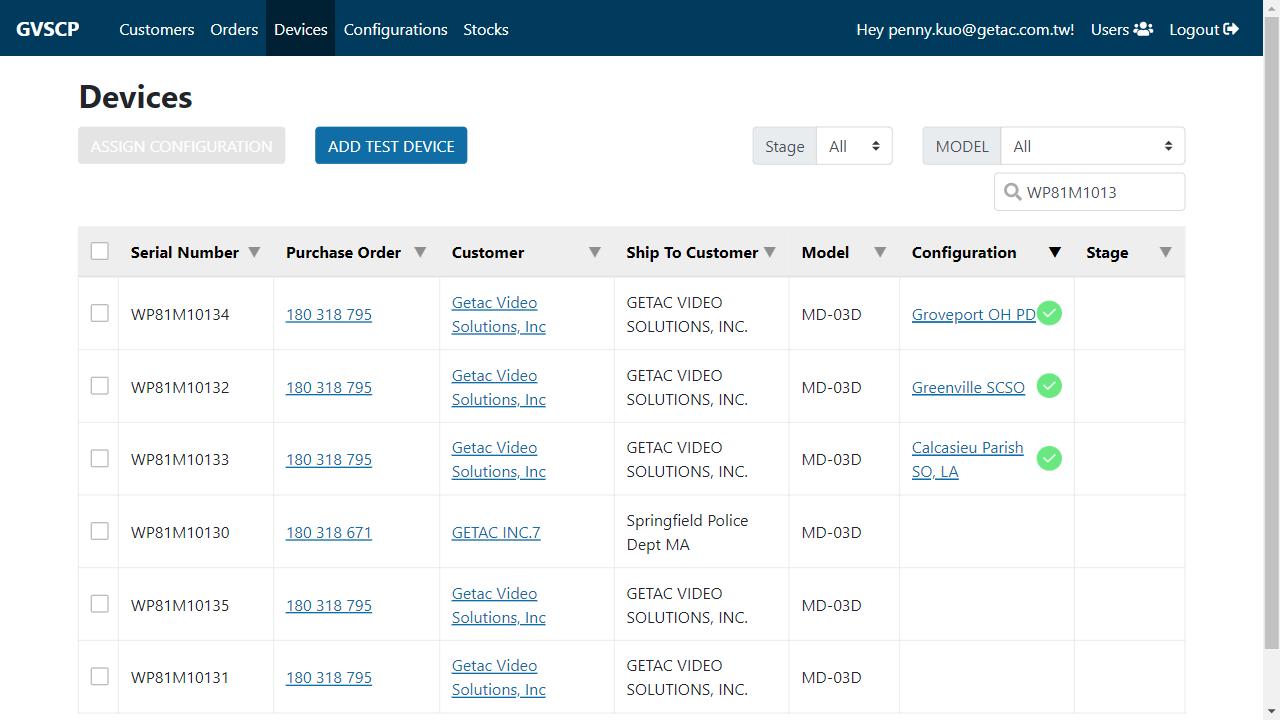 GVSCP Customers Orders Devices Configurations Stocks Hey penny.kuo@getac.com.tw! Users Logout
Devices
ASSIGN CONFIGURATION ADD TEST DEVICE Stage All MODEL All
WP81M1013
Serial Number Purchase Order Customer Ship To Customer Model Configuration Stage
WP81M10134 180 318 795 Getac Video Solutions, Inc GETAC VIDEO SOLUTIONS, INC. MD-03D Groveport OH PD
WP81M10132 180 318 795 Getac Video Solutions, Inc GETAC VIDEO SOLUTIONS, INC. MD-03D Greenville SCSO
WP81M10133 180 318 795 Getac Video Solutions, Inc GETAC VIDEO SOLUTIONS, INC. MD-03D Calcasieu Parish SO, LA
WP81M10130 180 318 671 GETAC INC.7 Springfield Police Dept MA MD-03D
WP81M10135 180 318 795 Getac Video Solutions, Inc GETAC VIDEO SOLUTIONS, INC. MD-03D
WP81M10131 180 318 795 Getac Video Solutions, Inc GETAC VIDEO SOLUTIONS, INC. MD-03D